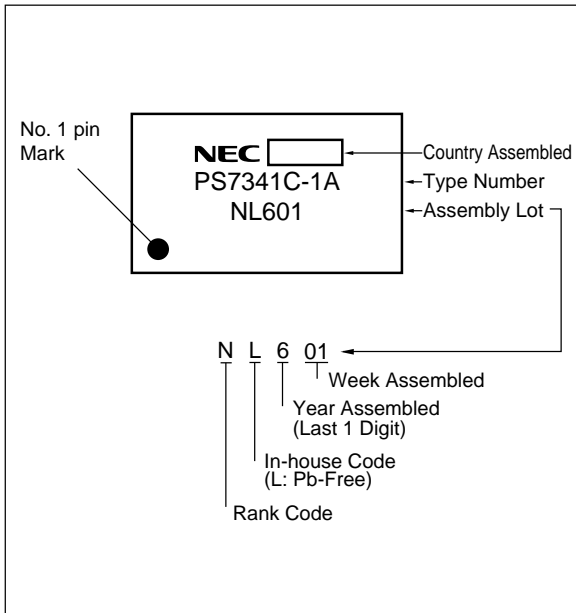 No. 1 pin
Mark
NEC
Country Assembled
PS7341C-1A
Type Number
NL601
Assembly Lot
N L 6 01
Week Assembled
Year Assembled
(Last 1 Digit)
In-house Code
(L: Pb-Free)
Rank Code